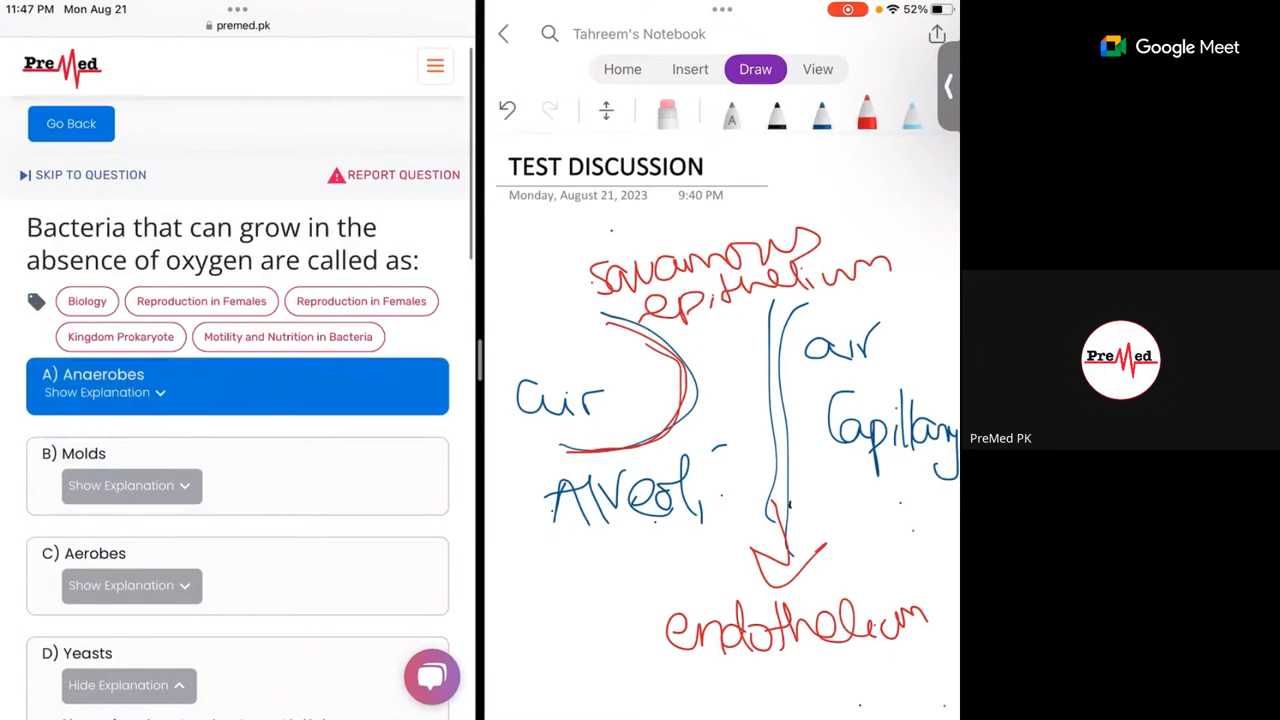 11:47 PM Mon Aug 21
premed.pk
PreMed
Go Back
SKIP TO QUESTION
REPORT QUESTION
Bacteria that can grow in the
absence of oxygen are called as:
Biology
Reproduction in Females
Reproduction in Females
Kingdom Prokaryote
Motility and Nutrition in Bacteria
A) Anaerobes
Show Explanation
B) Molds
Show Explanation
C) Aerobes
Show Explanation
D) Yeasts
Hide Explanation
52%
Tahreem's Notebook
Home Insert Draw View
A
TEST DISCUSSION
Monday, August 21, 2023 9:40 PM
squamous
epithelium
air
air
Capillary
Alveoli
endothelium
Google Meet
PreMed
PreMed PK